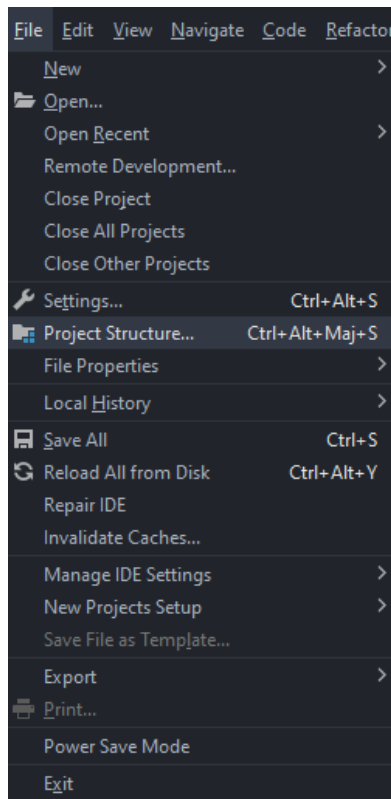 File Edit View Navigate Code Refactor
New
Open...
Open Recent
Remote Development...
Close Project
Close All Projects
Close Other Projects
Settings... Ctrl+Alt+S
Project Structure... Ctrl+Alt+Maj+S
File Properties
Local History
Save All Ctrl+S
Reload All from Disk Ctrl+Alt+Y
Repair IDE
Invalidate Caches...
Manage IDE Settings
New Projects Setup
Save File as Template...
Export
Print...
Power Save Mode
Exit